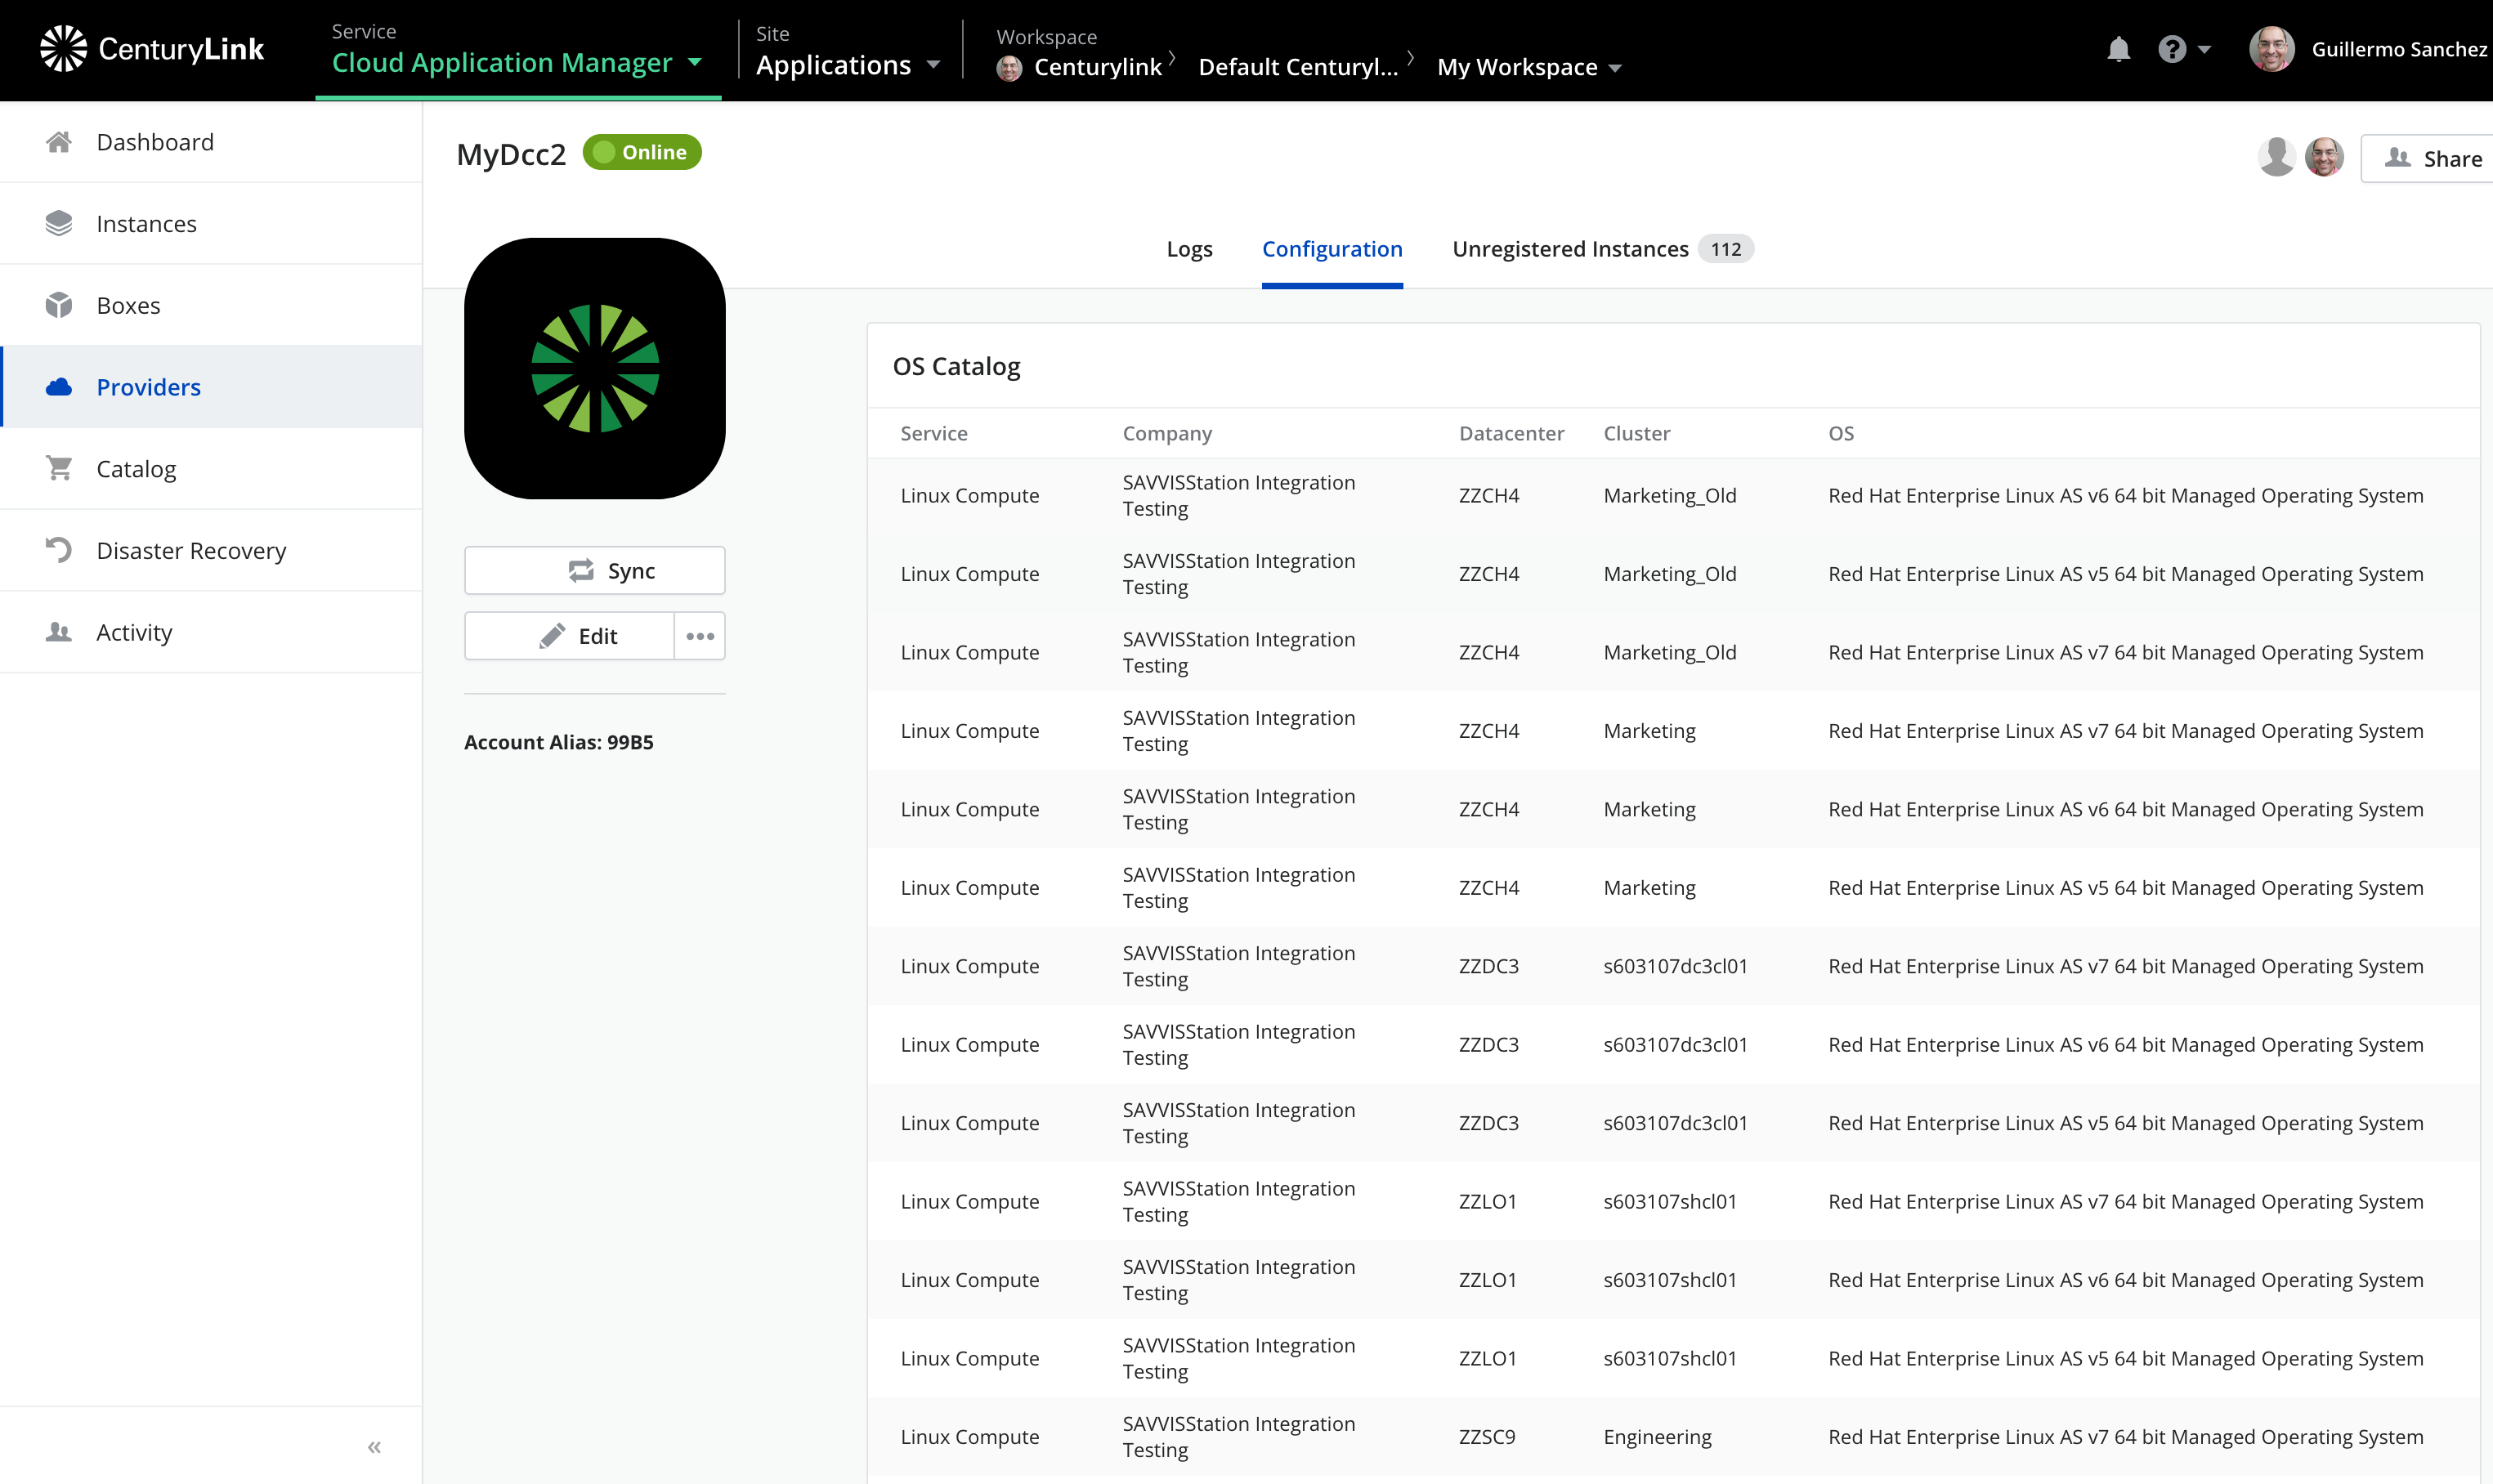 CenturyLink
Service
Cloud Application Manager
Site
Applications
Workspace
Centurylink
Default Centuryl...
My Workspace
Guillermo Sanchez
Dashboard
Instances
Boxes
Providers
Catalog
Disaster Recovery
Activity
«
MyDcc2
Online
Share
Logs
Configuration
Unregistered Instances 112
Sync
Edit
Account Alias: 99B5
OS Catalog
Service Company Datacenter Cluster OS
Linux Compute SAVVISStation Integration Testing ZZCH4 Marketing_Old Red Hat Enterprise Linux AS v6 64 bit Managed Operating System
Linux Compute SAVVISStation Integration Testing ZZCH4 Marketing_Old Red Hat Enterprise Linux AS v5 64 bit Managed Operating System
Linux Compute SAVVISStation Integration Testing ZZCH4 Marketing_Old Red Hat Enterprise Linux AS v7 64 bit Managed Operating System
Linux Compute SAVVISStation Integration Testing ZZCH4 Marketing Red Hat Enterprise Linux AS v7 64 bit Managed Operating System
Linux Compute SAVVISStation Integration Testing ZZCH4 Marketing Red Hat Enterprise Linux AS v6 64 bit Managed Operating System
Linux Compute SAVVISStation Integration Testing ZZCH4 Marketing Red Hat Enterprise Linux AS v5 64 bit Managed Operating System
Linux Compute SAVVISStation Integration Testing ZZDC3 s603107dc3cl01 Red Hat Enterprise Linux AS v7 64 bit Managed Operating System
Linux Compute SAVVISStation Integration Testing ZZDC3 s603107dc3cl01 Red Hat Enterprise Linux AS v6 64 bit Managed Operating System
Linux Compute SAVVISStation Integration Testing ZZDC3 s603107dc3cl01 Red Hat Enterprise Linux AS v5 64 bit Managed Operating System
Linux Compute SAVVISStation Integration Testing ZZLO1 s603107shcl01 Red Hat Enterprise Linux AS v7 64 bit Managed Operating System
Linux Compute SAVVISStation Integration Testing ZZLO1 s603107shcl01 Red Hat Enterprise Linux AS v6 64 bit Managed Operating System
Linux Compute SAVVISStation Integration Testing ZZLO1 s603107shcl01 Red Hat Enterprise Linux AS v5 64 bit Managed Operating System
Linux Compute SAVVISStation Integration Testing ZZSC9 Engineering Red Hat Enterprise Linux AS v7 64 bit Managed Operating System